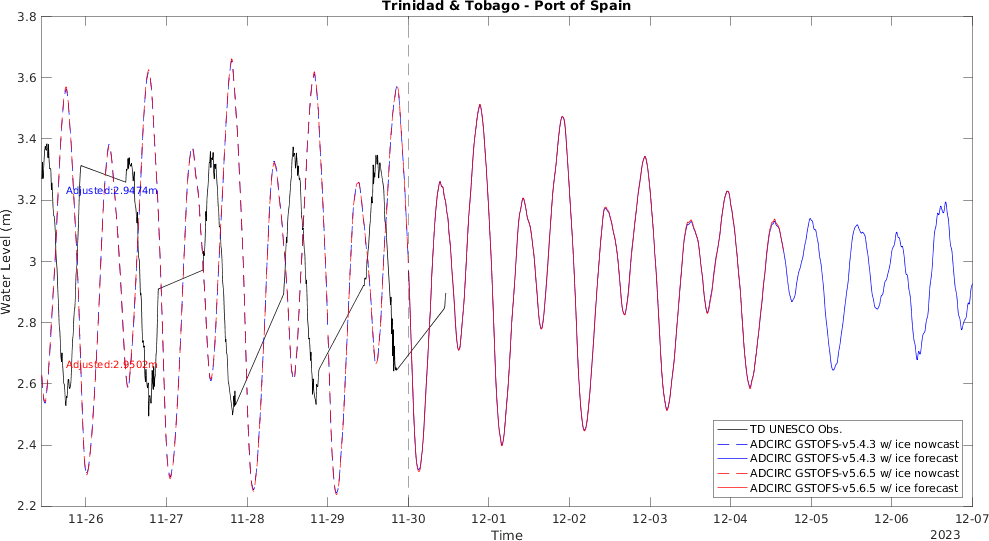 Trinidad & Tobago - Port of Spain
3.8
3.6
3.4
3.2
3
2.8
2.6
2.4
2.2
Water Level (m)
Adjusted:2.9474m
Adjusted:2.9502m
TD UNESCO Obs.
ADCIRC GSTOFS-v5.4.3 w/ ice nowcast
ADCIRC GSTOFS-v5.4.3 w/ ice forecast
ADCIRC GSTOFS-v5.6.5 w/ ice nowcast
ADCIRC GSTOFS-v5.6.5 w/ ice forecast
11-26 11-27 11-28 11-29 11-30 12-01 12-02 12-03 12-04 12-05 12-06 12-07
Time
2023